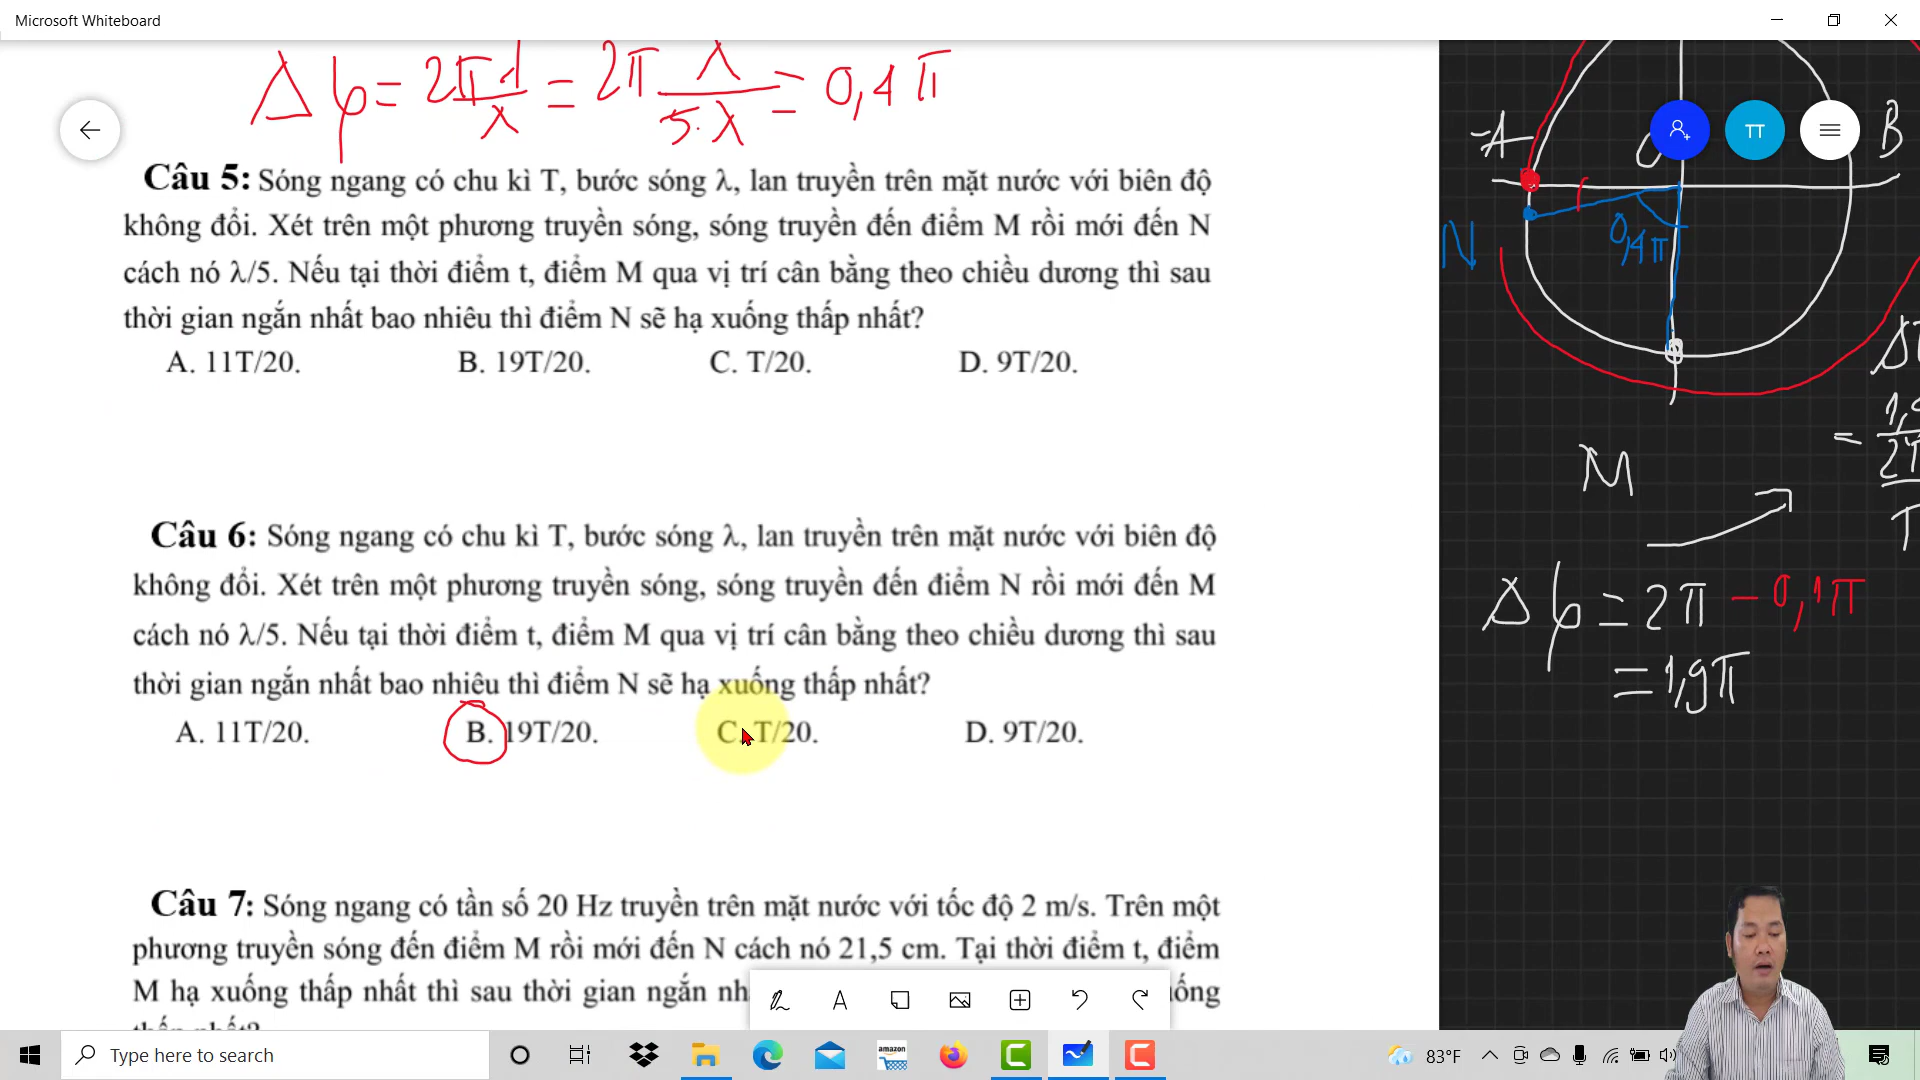 Microsoft Whiteboard
Δφ = 2πd/λ = 2π λ/5.λ = 0,4π
Câu 5: Sóng ngang có chu kì T, bước sóng λ, lan truyền trên mặt nước với biên độ
không đổi. Xét trên một phương truyền sóng, sóng truyền đến điểm M rồi mới đến N
cách nó λ/5. Nếu tại thời điểm t, điểm M qua vị trí cân bằng theo chiều dương thì sau
thời gian ngắn nhất bao nhiêu thì điểm N sẽ hạ xuống thấp nhất?
A. 11T/20. B. 19T/20. C. T/20. D. 9T/20.
Câu 6: Sóng ngang có chu kì T, bước sóng λ, lan truyền trên mặt nước với biên độ
không đổi. Xét trên một phương truyền sóng, sóng truyền đến điểm N rồi mới đến M
cách nó λ/5. Nếu tại thời điểm t, điểm M qua vị trí cân bằng theo chiều dương thì sau
thời gian ngắn nhất bao nhiêu thì điểm N sẽ hạ xuống thấp nhất?
A. 11T/20. B. 19T/20. C. T/20. D. 9T/20.
Câu 7: Sóng ngang có tần số 20 Hz truyền trên mặt nước với tốc độ 2 m/s. Trên một
phương truyền sóng đến điểm M rồi mới đến N cách nó 21,5 cm. Tại thời điểm t, điểm
M hạ xuống thấp nhất thì sau thời gian ngắn
-A
B
TT
N
0,4π
M
Δφ = 2π - 0,1π
= 1,9π
Type here to search
amazon
83°F